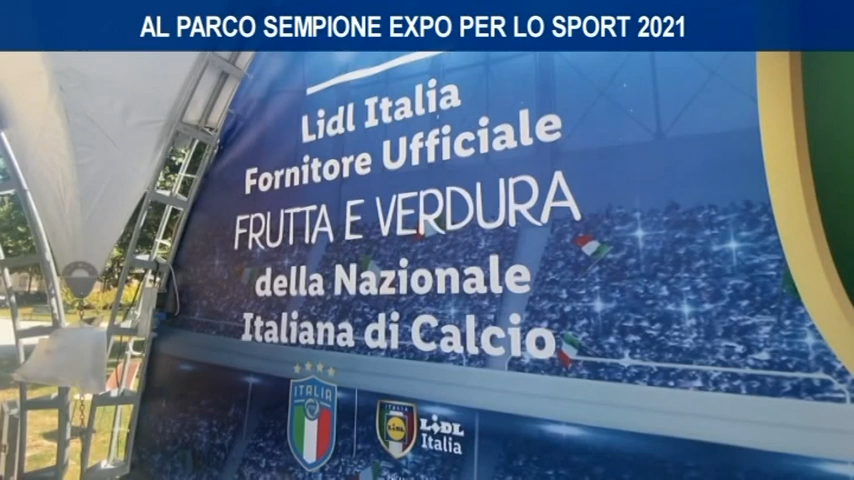 AL PARCO SEMPIONE EXPO PER LO SPORT 2021
Lidl Italia
Fornitore Ufficiale
FRUTTA E VERDURA
della Nazionale
Italiana di Calcio
ITALIA
LIDL
LIDL
Italia